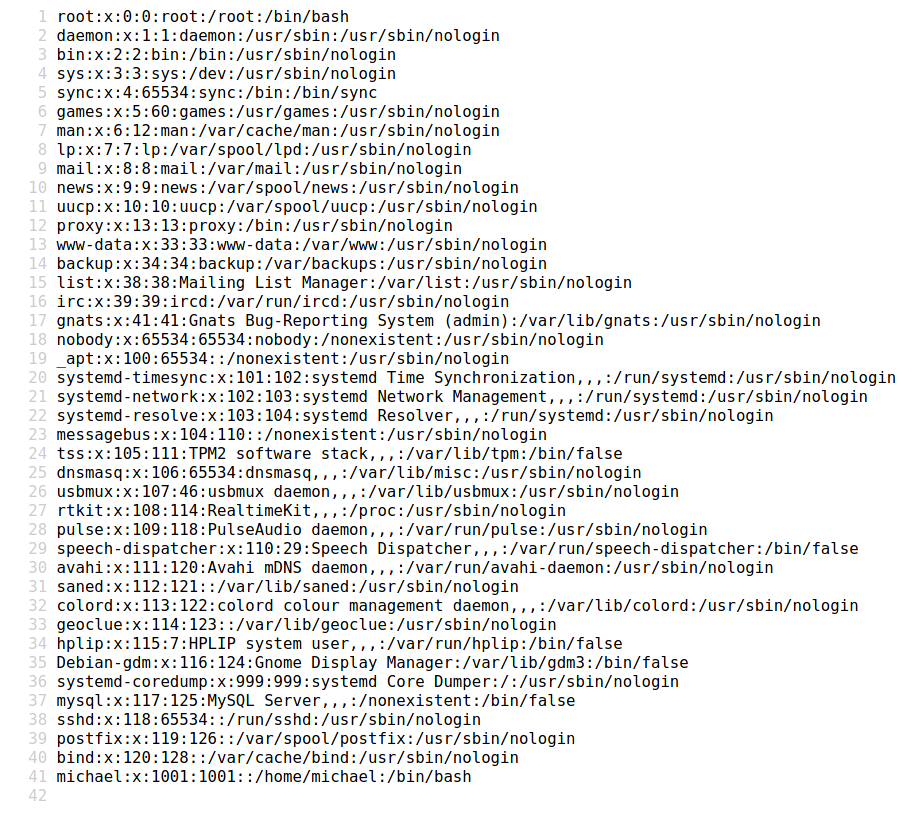 1 root:x:0:0:root:/root:/bin/bash
2 daemon:x:1:1:daemon:/usr/sbin:/usr/sbin/nologin
3 bin:x:2:2:bin:/bin:/usr/sbin/nologin
4 sys:x:3:3:sys:/dev:/usr/sbin/nologin
5 sync:x:4:65534:sync:/bin:/bin/sync
6 games:x:5:60:games:/usr/games:/usr/sbin/nologin
7 man:x:6:12:man:/var/cache/man:/usr/sbin/nologin
8 lp:x:7:7:lp:/var/spool/lpd:/usr/sbin/nologin
9 mail:x:8:8:mail:/var/mail:/usr/sbin/nologin
10 news:x:9:9:news:/var/spool/news:/usr/sbin/nologin
11 uucp:x:10:10:uucp:/var/spool/uucp:/usr/sbin/nologin
12 proxy:x:13:13:proxy:/bin:/usr/sbin/nologin
13 www-data:x:33:33:www-data:/var/www:/usr/sbin/nologin
14 backup:x:34:34:backup:/var/backups:/usr/sbin/nologin
15 list:x:38:38:Mailing List Manager:/var/list:/usr/sbin/nologin
16 irc:x:39:39:ircd:/var/run/ircd:/usr/sbin/nologin
17 gnats:x:41:41:Gnats Bug-Reporting System (admin):/var/lib/gnats:/usr/sbin/nologin
18 nobody:x:65534:65534:nobody:/nonexistent:/usr/sbin/nologin
19 _apt:x:100:65534::/nonexistent:/usr/sbin/nologin
20 systemd-timesync:x:101:102:systemd Time Synchronization,,,:/run/systemd:/usr/sbin/nologin
21 systemd-network:x:102:103:systemd Network Management,,,:/run/systemd:/usr/sbin/nologin
22 systemd-resolve:x:103:104:systemd Resolver,,,:/run/systemd:/usr/sbin/nologin
23 messagebus:x:104:110::/nonexistent:/usr/sbin/nologin
24 tss:x:105:111:TPM2 software stack,,,:/var/lib/tpm:/bin/false
25 dnsmasq:x:106:65534:dnsmasq,,,:/var/lib/misc:/usr/sbin/nologin
26 usbmux:x:107:46:usbmux daemon,,,:/var/lib/usbmux:/usr/sbin/nologin
27 rtkit:x:108:114:RealtimeKit,,,:/proc:/usr/sbin/nologin
28 pulse:x:109:118:PulseAudio daemon,,,:/var/run/pulse:/usr/sbin/nologin
29 speech-dispatcher:x:110:29:Speech Dispatcher,,,:/var/run/speech-dispatcher:/bin/false
30 avahi:x:111:120:Avahi mDNS daemon,,,:/var/run/avahi-daemon:/usr/sbin/nologin
31 saned:x:112:121::/var/lib/saned:/usr/sbin/nologin
32 colord:x:113:122:colord colour management daemon,,,:/var/lib/colord:/usr/sbin/nologin
33 geoclue:x:114:123::/var/lib/geoclue:/usr/sbin/nologin
34 hplip:x:115:7:HPLIP system user,,,:/var/run/hplip:/bin/false
35 Debian-gdm:x:116:124:Gnome Display Manager:/var/lib/gdm3:/bin/false
36 systemd-coredump:x:999:999:systemd Core Dumper:/:/usr/sbin/nologin
37 mysql:x:117:125:MySQL Server,,,:/nonexistent:/bin/false
38 sshd:x:118:65534::/run/sshd:/usr/sbin/nologin
39 postfix:x:119:126::/var/spool/postfix:/usr/sbin/nologin
40 bind:x:120:128::/var/cache/bind:/usr/sbin/nologin
41 michael:x:1001:1001::/home/michael:/bin/bash
42